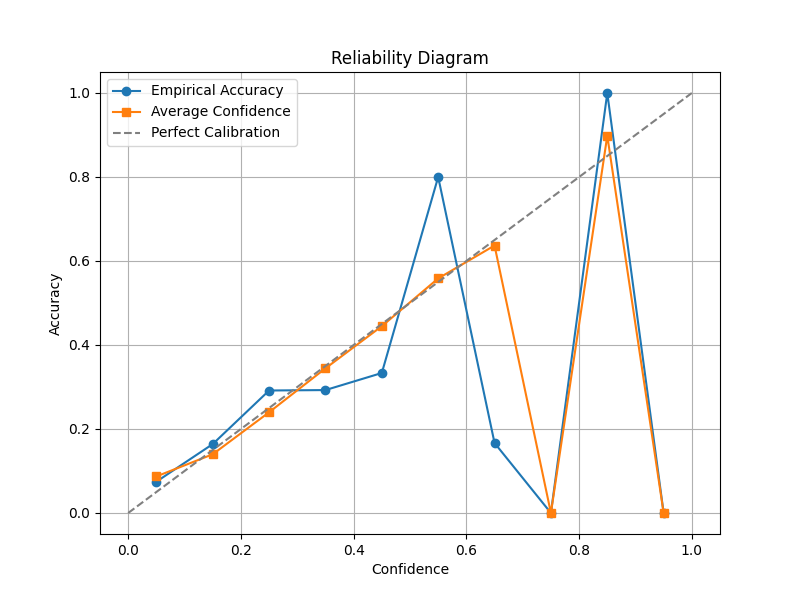 Reliability Diagram
Empirical Accuracy
Average Confidence
Perfect Calibration
1.0
0.8
0.6
0.4
0.2
0.0
Accuracy
0.0 0.2 0.4 0.6 0.8 1.0
Confidence